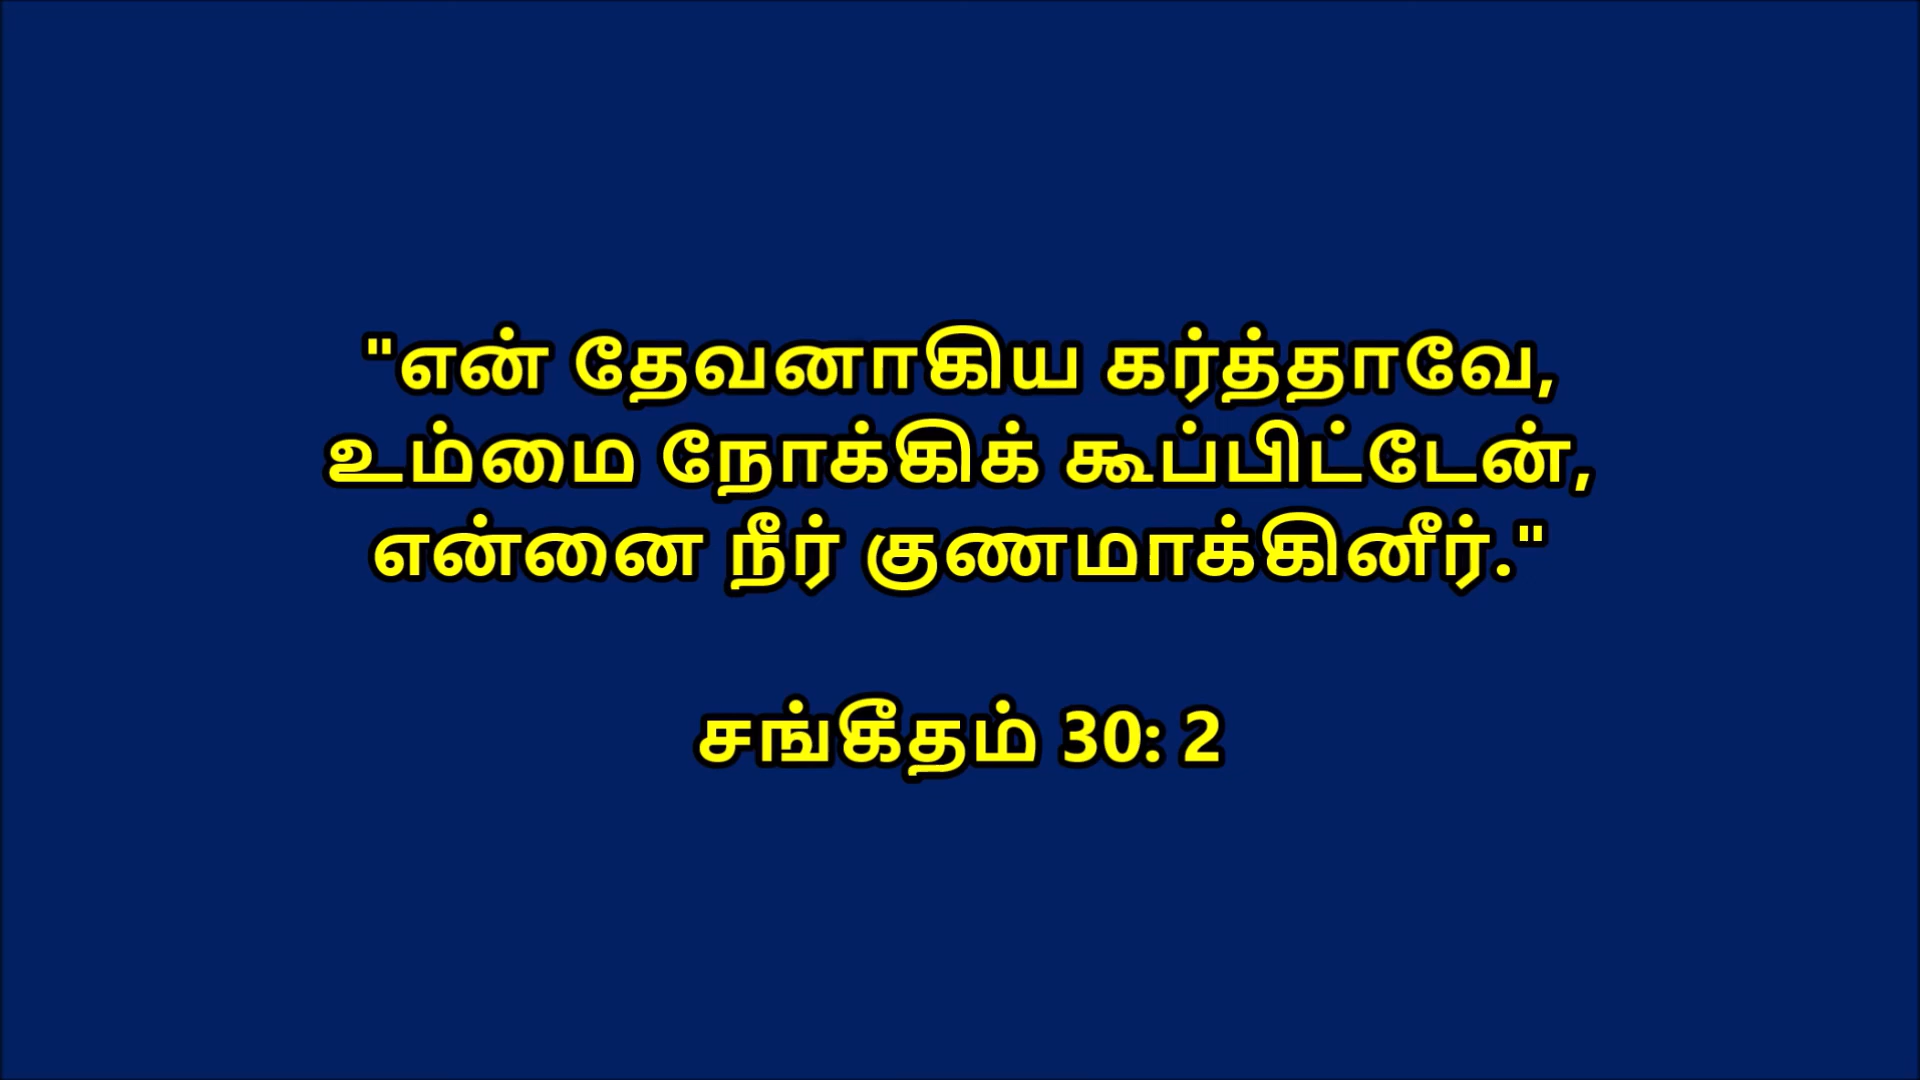 "என் தேவனாகிய கர்த்தாவே,
உம்மை நோக்கிக் கூப்பிட்டேன்,
என்னை நீர் குணமாக்கினீர்."
சங்கீதம் 30: 2